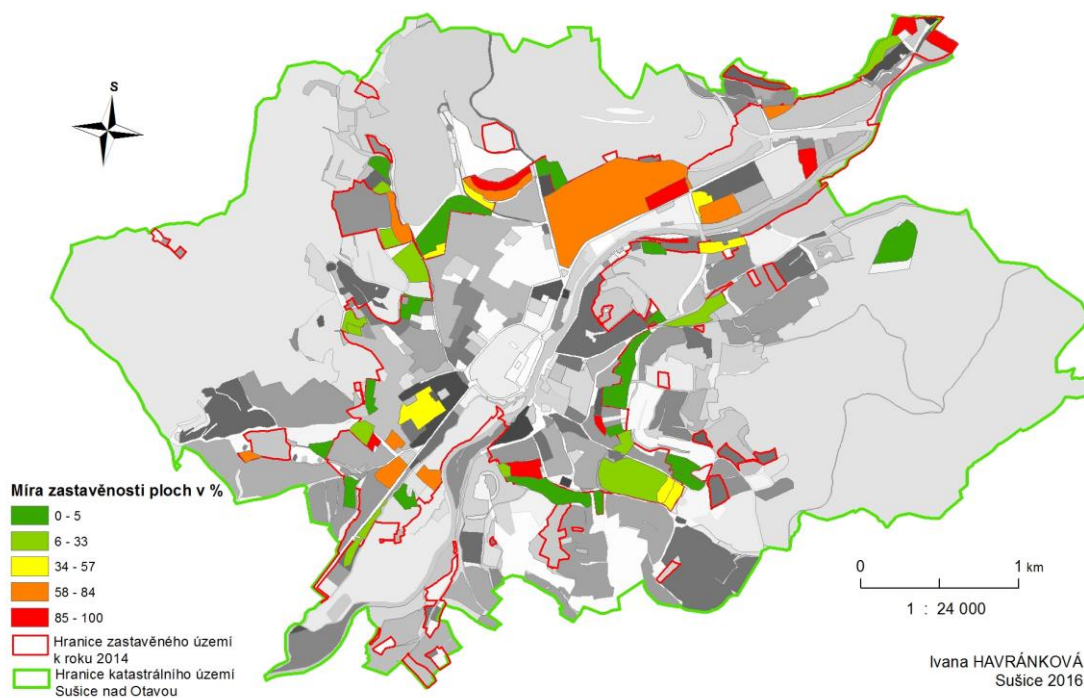 S
Míra zastavěnosti ploch v %
0 - 5
6 - 33
34 - 57
58 - 84
85 - 100
Hranice zastavěného území
k roku 2014
Hranice katastrálního území
Sušice nad Otavou
0 1 km
1 : 24 000
Ivana HAVRÁNKOVÁ
Sušice 2016